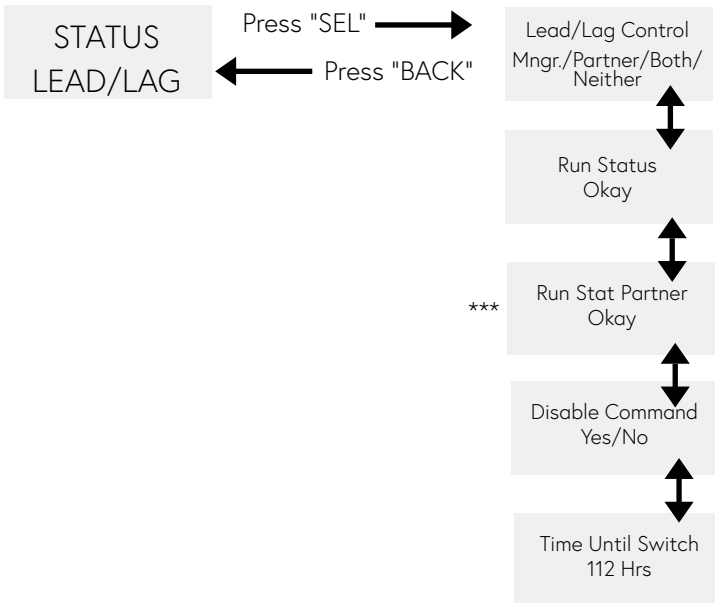 STATUS
LEAD/LAG
Press "SEL"
Press "BACK"
Lead/Lag Control
Mngr./Partner/Both/
Neither
Run Status
Okay
***
Run Stat Partner
Okay
Disable Command
Yes/No
Time Until Switch
112 Hrs